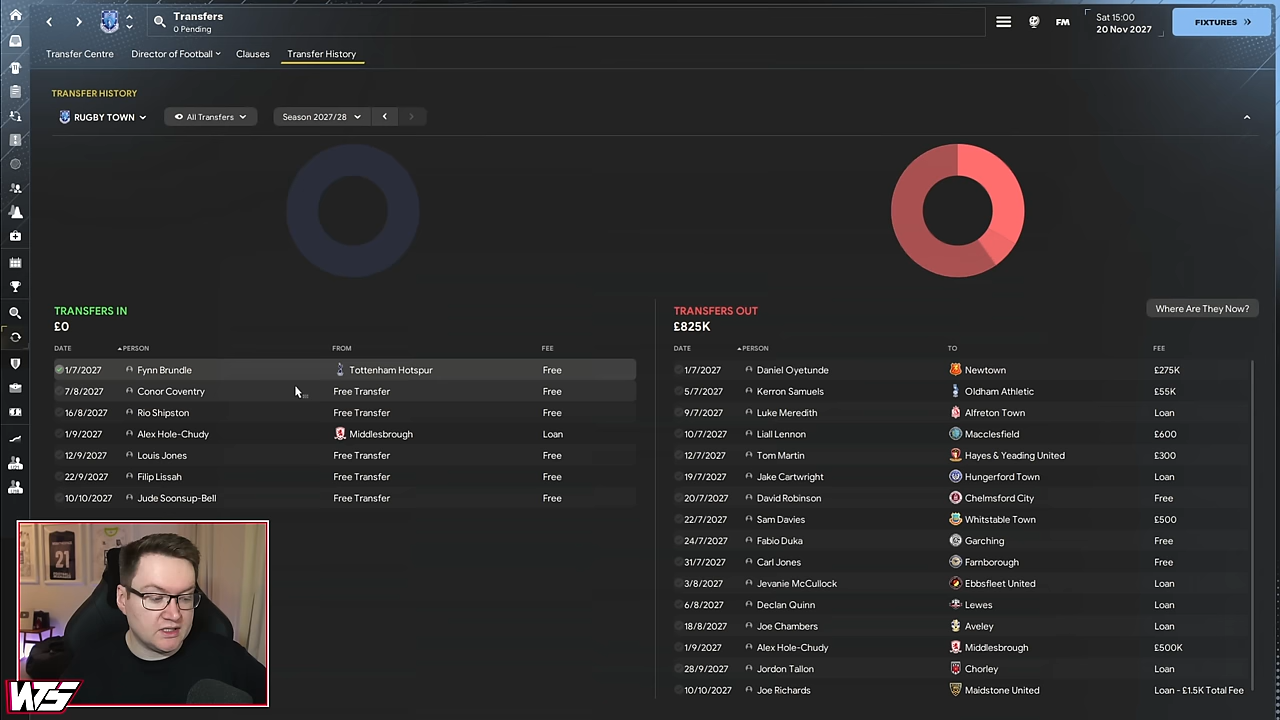 Transfers
0 Pending
FM
Sat 15:00
20 Nov 2027
FIXTURES
Transfer Centre
Director of Football
Clauses
Transfer History
TRANSFER HISTORY
RUGBY TOWN
All Transfers
Season 2027/28
TRANSFERS IN
£0
DATE PERSON FROM FEE
1/7/2027 Fynn Brundle Tottenham Hotspur Free
7/8/2027 Conor Coventry Free Transfer Free
16/8/2027 Rio Shipston Free Transfer Free
1/9/2027 Alex Hole-Chudy Middlesbrough Loan
12/9/2027 Louis Jones Free Transfer Free
22/9/2027 Filip Lissah Free Transfer Free
10/10/2027 Jude Soonsup-Bell Free Transfer Free
TRANSFERS OUT
£825K
Where Are They Now?
DATE PERSON TO FEE
1/7/2027 Daniel Oyetunde Newtown £275K
5/7/2027 Kerron Samuels Oldham Athletic £55K
9/7/2027 Luke Meredith Alfreton Town Loan
10/7/2027 Liall Lennon Macclesfield £600
12/7/2027 Tom Martin Hayes & Yeading United £300
19/7/2027 Jake Cartwright Hungerford Town Loan
20/7/2027 David Robinson Chelmsford City Free
22/7/2027 Sam Davies Whitstable Town £500
24/7/2027 Fabio Duka Garching Free
31/7/2027 Carl Jones Farnborough Free
3/8/2027 Jevanie McCullock Ebbsfleet United Loan
6/8/2027 Declan Quinn Lewes Loan
18/8/2027 Joe Chambers Aveley Loan
1/9/2027 Alex Hole-Chudy Middlesbrough £500K
28/9/2027 Jordon Tallon Chorley Loan
10/10/2027 Joe Richards Maidstone United Loan - £1.5K Total Fee
21
WTS